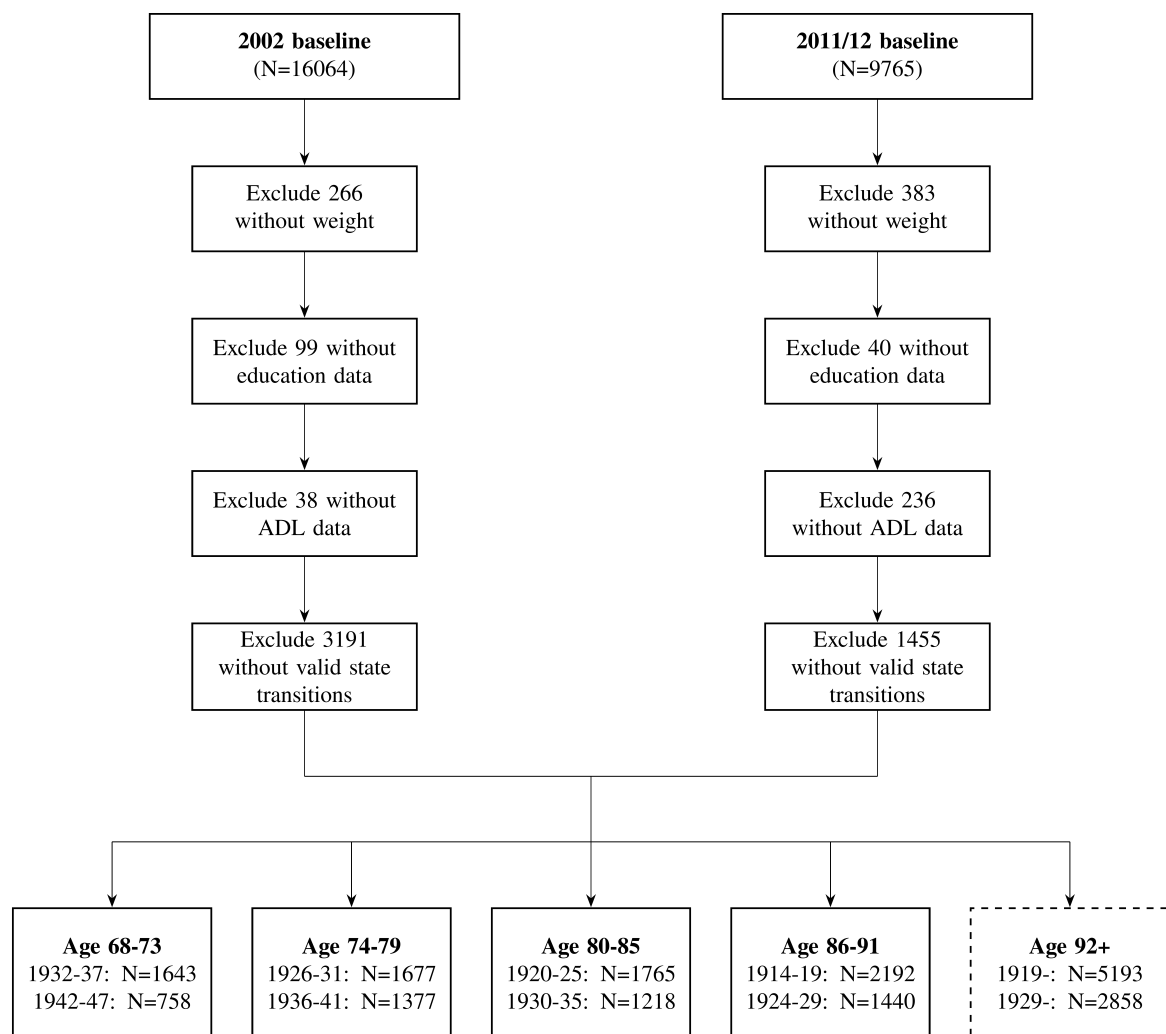 2002 baseline
(N=16064)
2011/12 baseline
(N=9765)
Exclude 266
without weight
Exclude 383
without weight
Exclude 99 without
education data
Exclude 40 without
education data
Exclude 38 without
ADL data
Exclude 236
without ADL data
Exclude 3191
without valid state
transitions
Exclude 1455
without valid state
transitions
Age 68-73
1932-37: N=1643
1942-47: N=758
Age 74-79
1926-31: N=1677
1936-41: N=1377
Age 80-85
1920-25: N=1765
1930-35: N=1218
Age 86-91
1914-19: N=2192
1924-29: N=1440
Age 92+
1919-: N=5193
1929-: N=2858